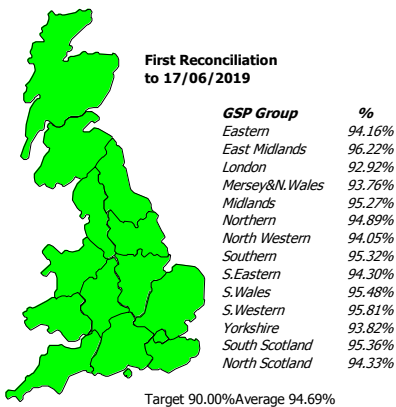 First Reconciliation
to 17/06/2019
GSP Group %
Eastern 94.16%
East Midlands 96.22%
London 92.92%
Mersey&N.Wales 93.76%
Midlands 95.27%
Northern 94.89%
North Western 94.05%
Southern 95.32%
S.Eastern 94.30%
S.Wales 95.48%
S.Western 95.81%
Yorkshire 93.82%
South Scotland 95.36%
North Scotland 94.33%
Target 90.00%Average 94.69%